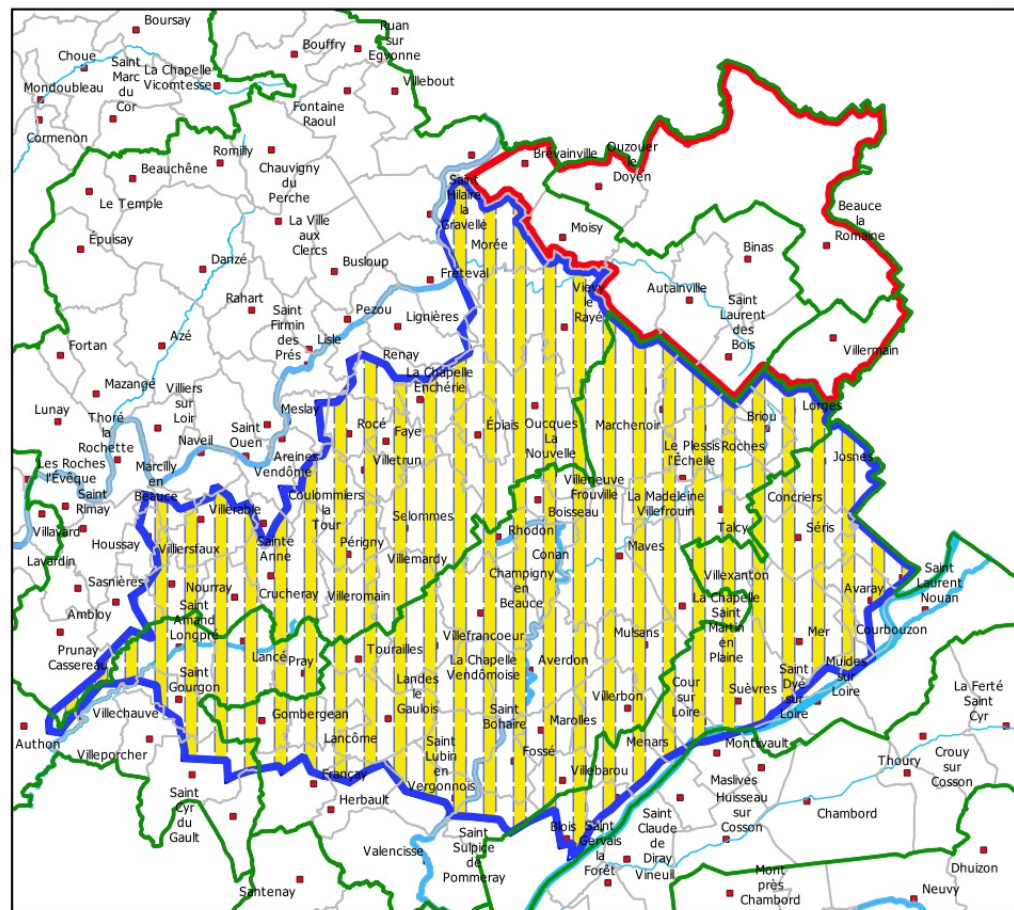 Boursay
Ruan
sur
Egvonne
Bouffry
Choue
Saint
Marc
du
Cor
La Chapelle
Vicomtesse
Mondoubleau
Villebout
Fontaine
Raoul
Cormenon
Romilly
Brévainville
Ouzouer
le
Doyen
Beauchêne
Chauvigny
du
Perche
Saint
Hilaire
la
Gravelle
Le Temple
Beauce
la
Romaine
La Ville
aux
Clercs
Moisy
Épuisay
Morée
Binas
Danzé
Busloup
Fréteval
Autainville
Vievy
le
Rayé
Rahart
Saint
Firmin
des
Prés
Pezou
Lignières
Saint
Laurent
des
Bois
Fortan
Azé
Lisle
Villermain
Renay
La Chapelle
Enchérie
Mazangé
Villiers
sur
Loir
Lunay
Thoré
la
Rochette
Meslay
Lorges
Briou
Naveil
Saint
Ouen
Rocé
Faye
Épiais
Oucques
La
Nouvelle
Marchenoir
Areines
Vendôme
Villetrun
Le Plessis
l'Échelle
Roches
Josnes
Les Roches
l'Évêque
Marcilly
en
Beauce
Saint
Rimay
Coulommiers
la
Tour
Villeneuve
Frouville
La Madeleine
Villefrouin
Concriers
Villavard
Villerable
Selommes
Boisseau
Rhodon
Talcy
Séris
Houssay
Villiersfaux
Sainte
Anne
Périgny
Villemardy
Conan
Maves
Lavardin
Sasnières
Nourray
Crucheray
Villeromain
Champigny
en
Beauce
Villexanton
Saint
Laurent
Nouan
Avaray
Ambloy
Saint
Amand
Longpré
La Chapelle
Saint
Martin
en
Plaine
Courbouzon
Prunay
Cassereau
Villefrancoeur
Mulsans
Mer
Lancé
Pray
Tourailles
La Chapelle
Vendômoise
Averdon
Saint
Gourgon
Landes
le
Gaulois
Cour
sur
Loire
Suèvres
Saint
Dyé
sur
Loire
Muides
sur
Loire
La Ferté
Saint
Cyr
Villechauve
Gombergean
Saint
Bohaire
Villerbon
Marolles
Authon
Villeporcher
Lancôme
Fossé
Menars
Montlivault
Crouy
sur
Cosson
Saint
Lubin
en
Vergonnois
Thoury
Françay
Villebarou
Maslives
Saint
Cyr
du
Gault
Herbault
Huisseau
sur
Cosson
Chambord
Blois
Saint
Gervais
la
Forêt
Saint
Claude
de
Diray
Valencisse
Saint
Sulpice
de
Pommeray
Vineuil
Dhuizon
Santenay
Mont
près
Chambord
Neuvy